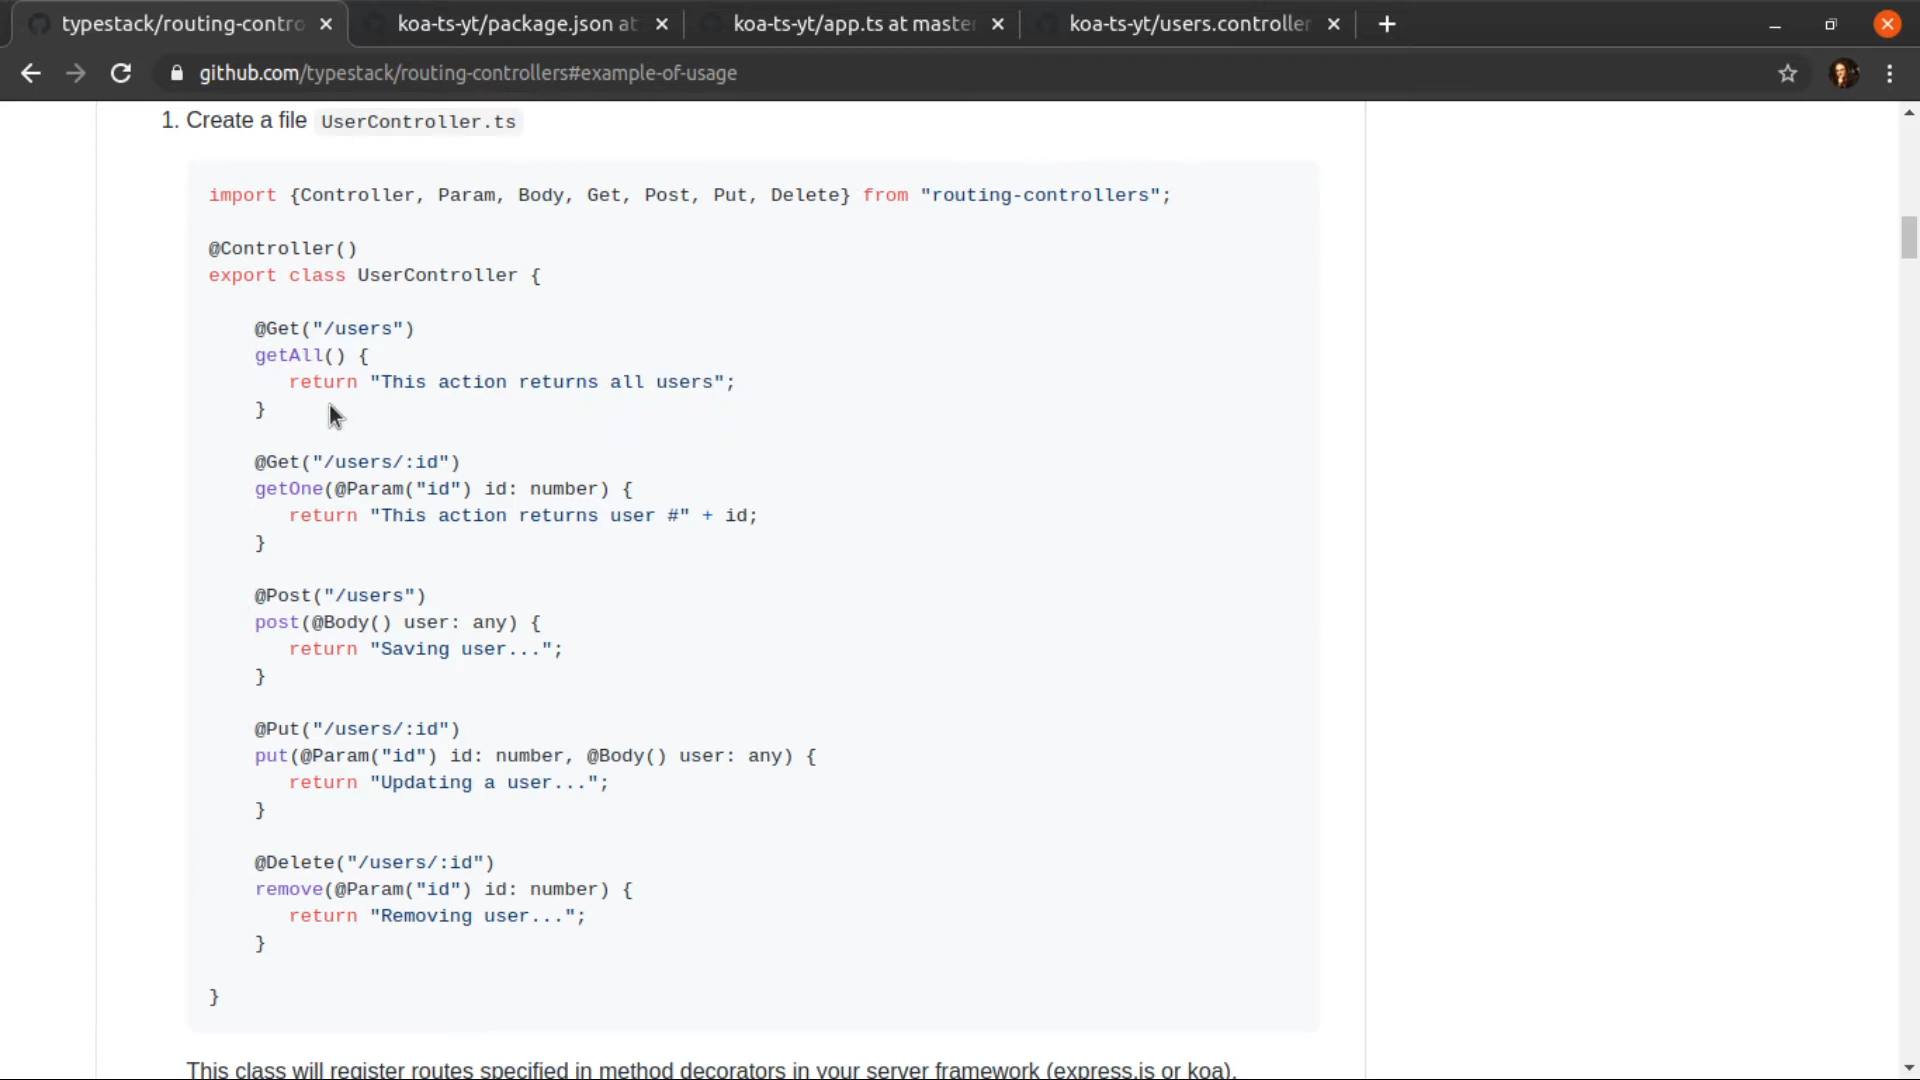 typestack/routing-contro
koa-ts-yt/package.json at
koa-ts-yt/app.ts at master
koa-ts-yt/users.controller
github.com/typestack/routing-controllers#example-of-usage
1. Create a file UserController.ts
import {Controller, Param, Body, Get, Post, Put, Delete} from "routing-controllers";
@Controller()
export class UserController {
@Get("/users")
getAll() {
return "This action returns all users";
}
@Get("/users/:id")
getOne(@Param("id") id: number) {
return "This action returns user #" + id;
}
@Post("/users")
post(@Body() user: any) {
return "Saving user...";
}
@Put("/users/:id")
put(@Param("id") id: number, @Body() user: any) {
return "Updating a user...";
}
@Delete("/users/:id")
remove(@Param("id") id: number) {
return "Removing user...";
}
}
This class will register routes specified in method decorators in your server framework (express.js or koa).